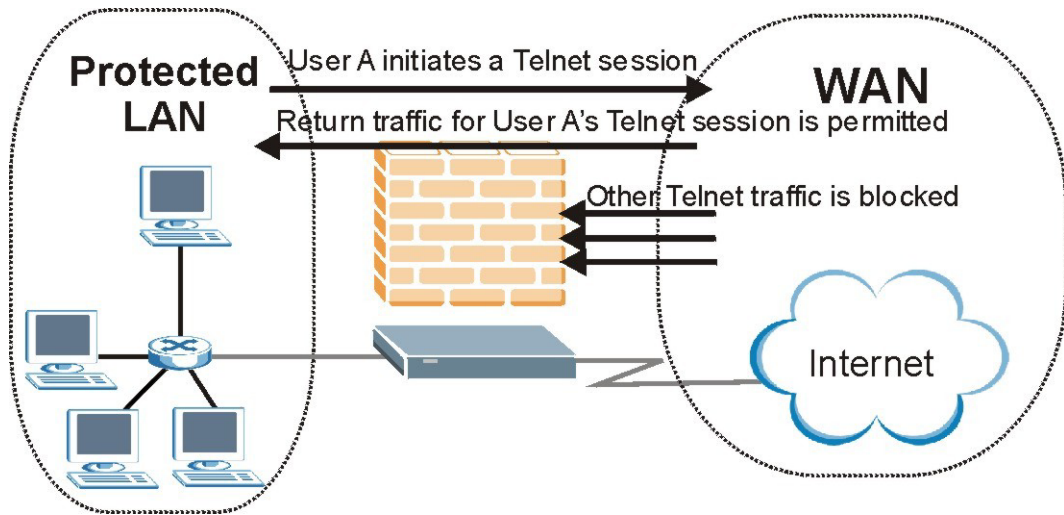 Protected
LAN
User A initiates a Telnet session
WAN
Return traffic for User A's Telnet session is permitted
Other Telnet traffic is blocked
Internet